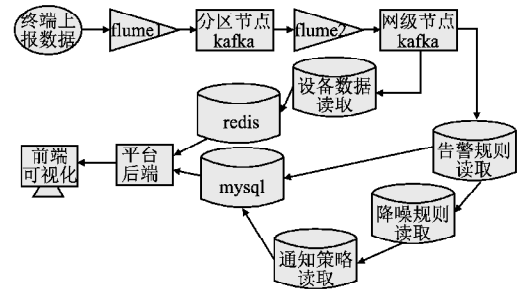 终端上
报数据
flume1
分区节点
kafka
flume2
网级节点
kafka
设备数据
读取
redis
告警规则
读取
前端
可视化
平台
后端
mysql
降噪规则
读取
通知策略
读取